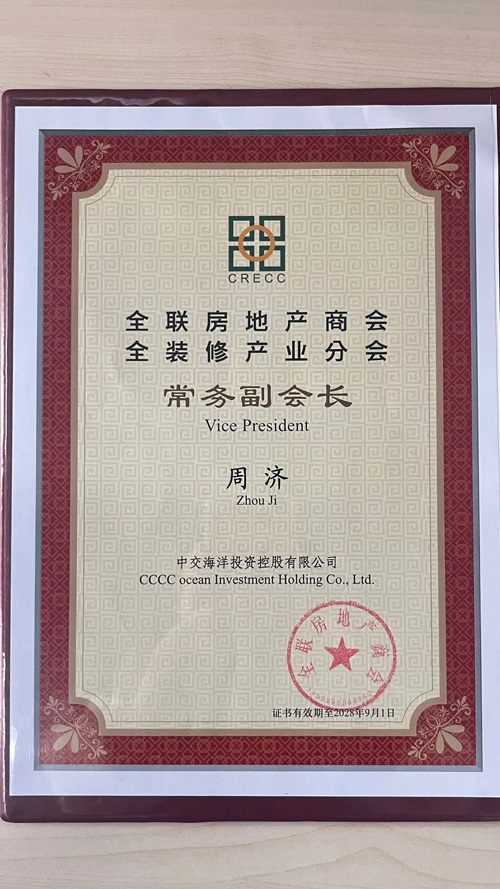 CRECC
全联房地产商会
全装修产业分会
常务副会长
Vice President
周济
Zhou Ji
中交海洋投资控股有限公司
CCCC ocean Investment Holding Co., Ltd.
全联房地产商会
证书有效期至2028年9月1日